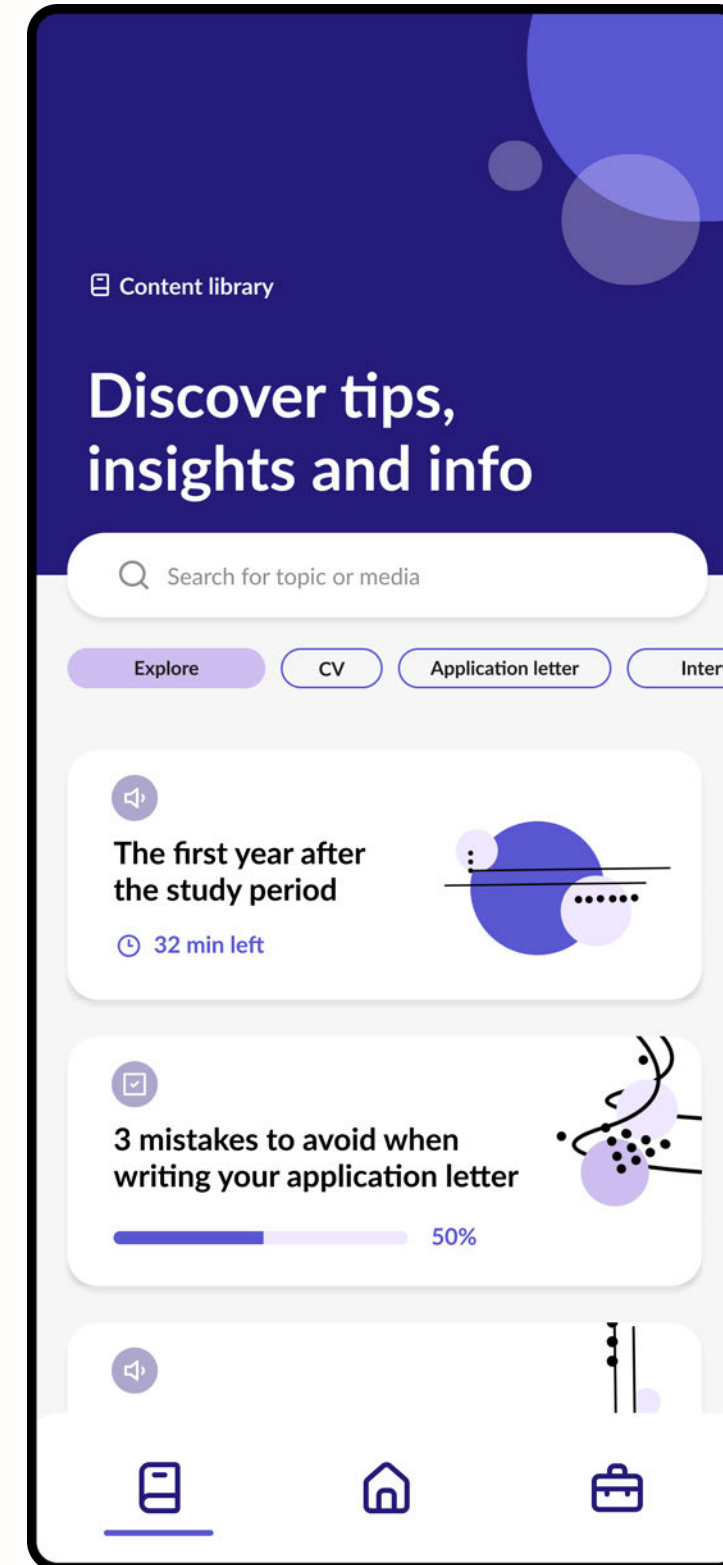 Content library
Discover tips,
insights and info
Search for topic or media
Explore
CV
Application letter
Inter
The first year after
the study period
32 min left
3 mistakes to avoid when
writing your application letter
50%